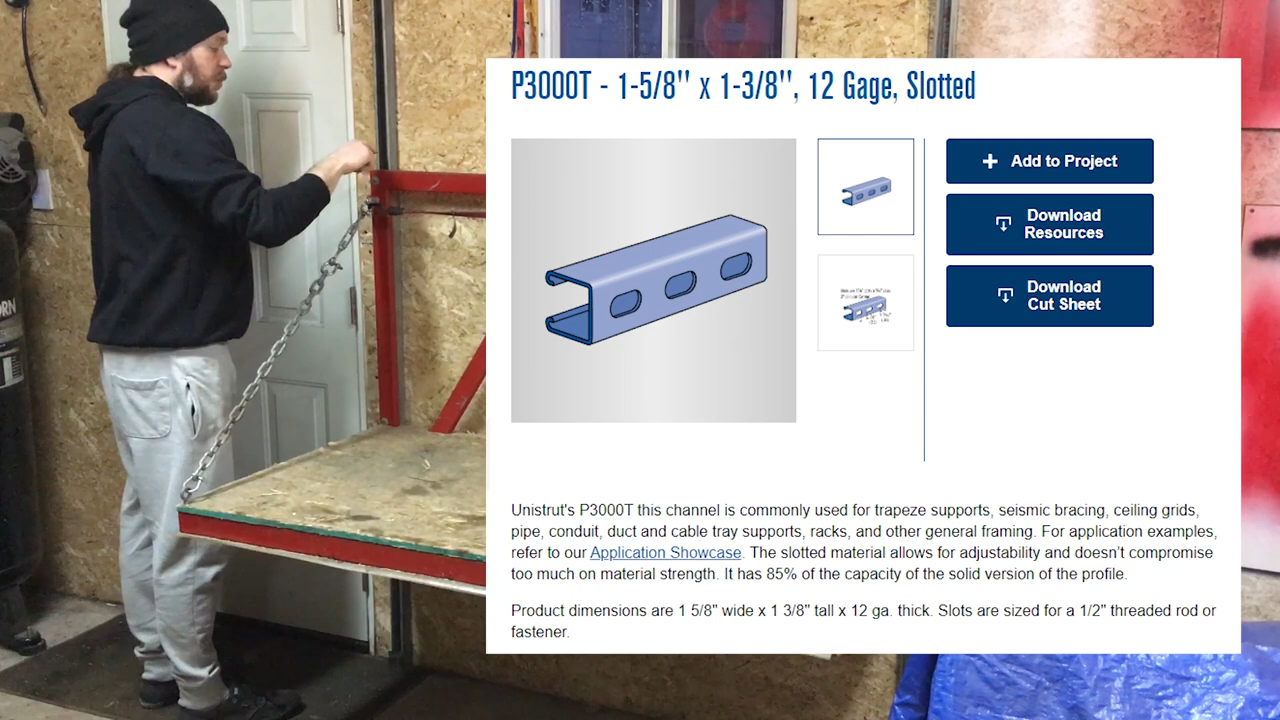 P3000T - 1-5/8" x 1-3/8", 12 Gage, Slotted
Add to Project
Download
Resources
Download
Cut Sheet
Unistrut's P3000T this channel is commonly used for trapeze supports, seismic bracing, ceiling grids,
pipe, conduit, duct and cable tray supports, racks, and other general framing. For application examples,
refer to our Application Showcase. The slotted material allows for adjustability and doesn't compromise
too much on material strength. It has 85% of the capacity of the solid version of the profile.
Product dimensions are 1 5/8" wide x 1 3/8" tall x 12 ga. thick. Slots are sized for a 1/2" threaded rod or
fastener.